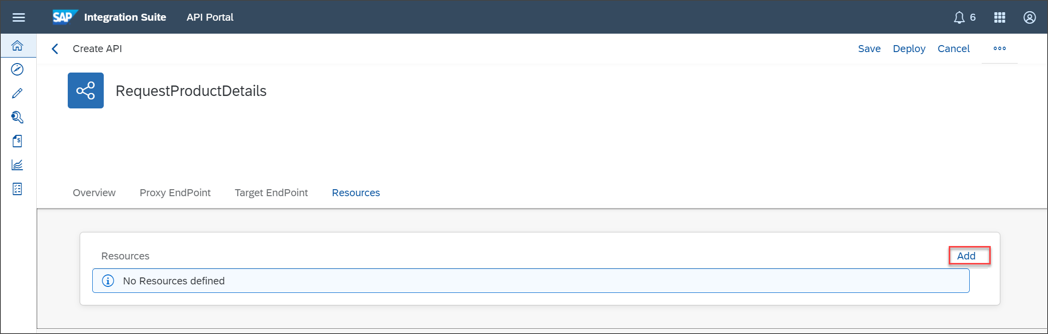 SAP Integration Suite API Portal 6
Create API Save Deploy Cancel
RequestProductDetails
Overview Proxy EndPoint Target EndPoint Resources
Resources Add
No Resources defined